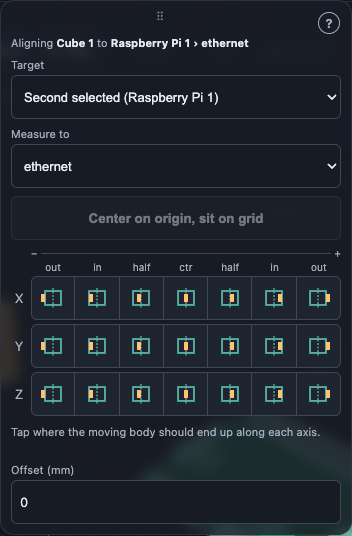 ?
Aligning Cube 1 to Raspberry Pi 1 › ethernet
Target
Second selected (Raspberry Pi 1)
Measure to
ethernet
Center on origin, sit on grid
− +
out in half ctr half in out
X
Y
Z
Tap where the moving body should end up along each axis.
Offset (mm)
0